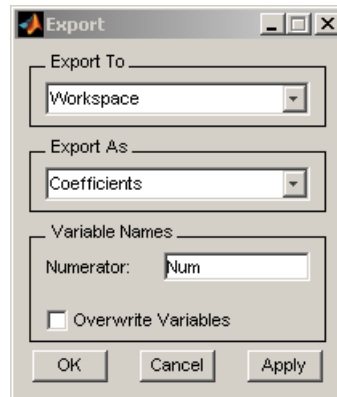 Export
Export To
Workspace
Export As
Coefficients
Variable Names
Numerator: Num
Overwrite Variables
OK Cancel Apply